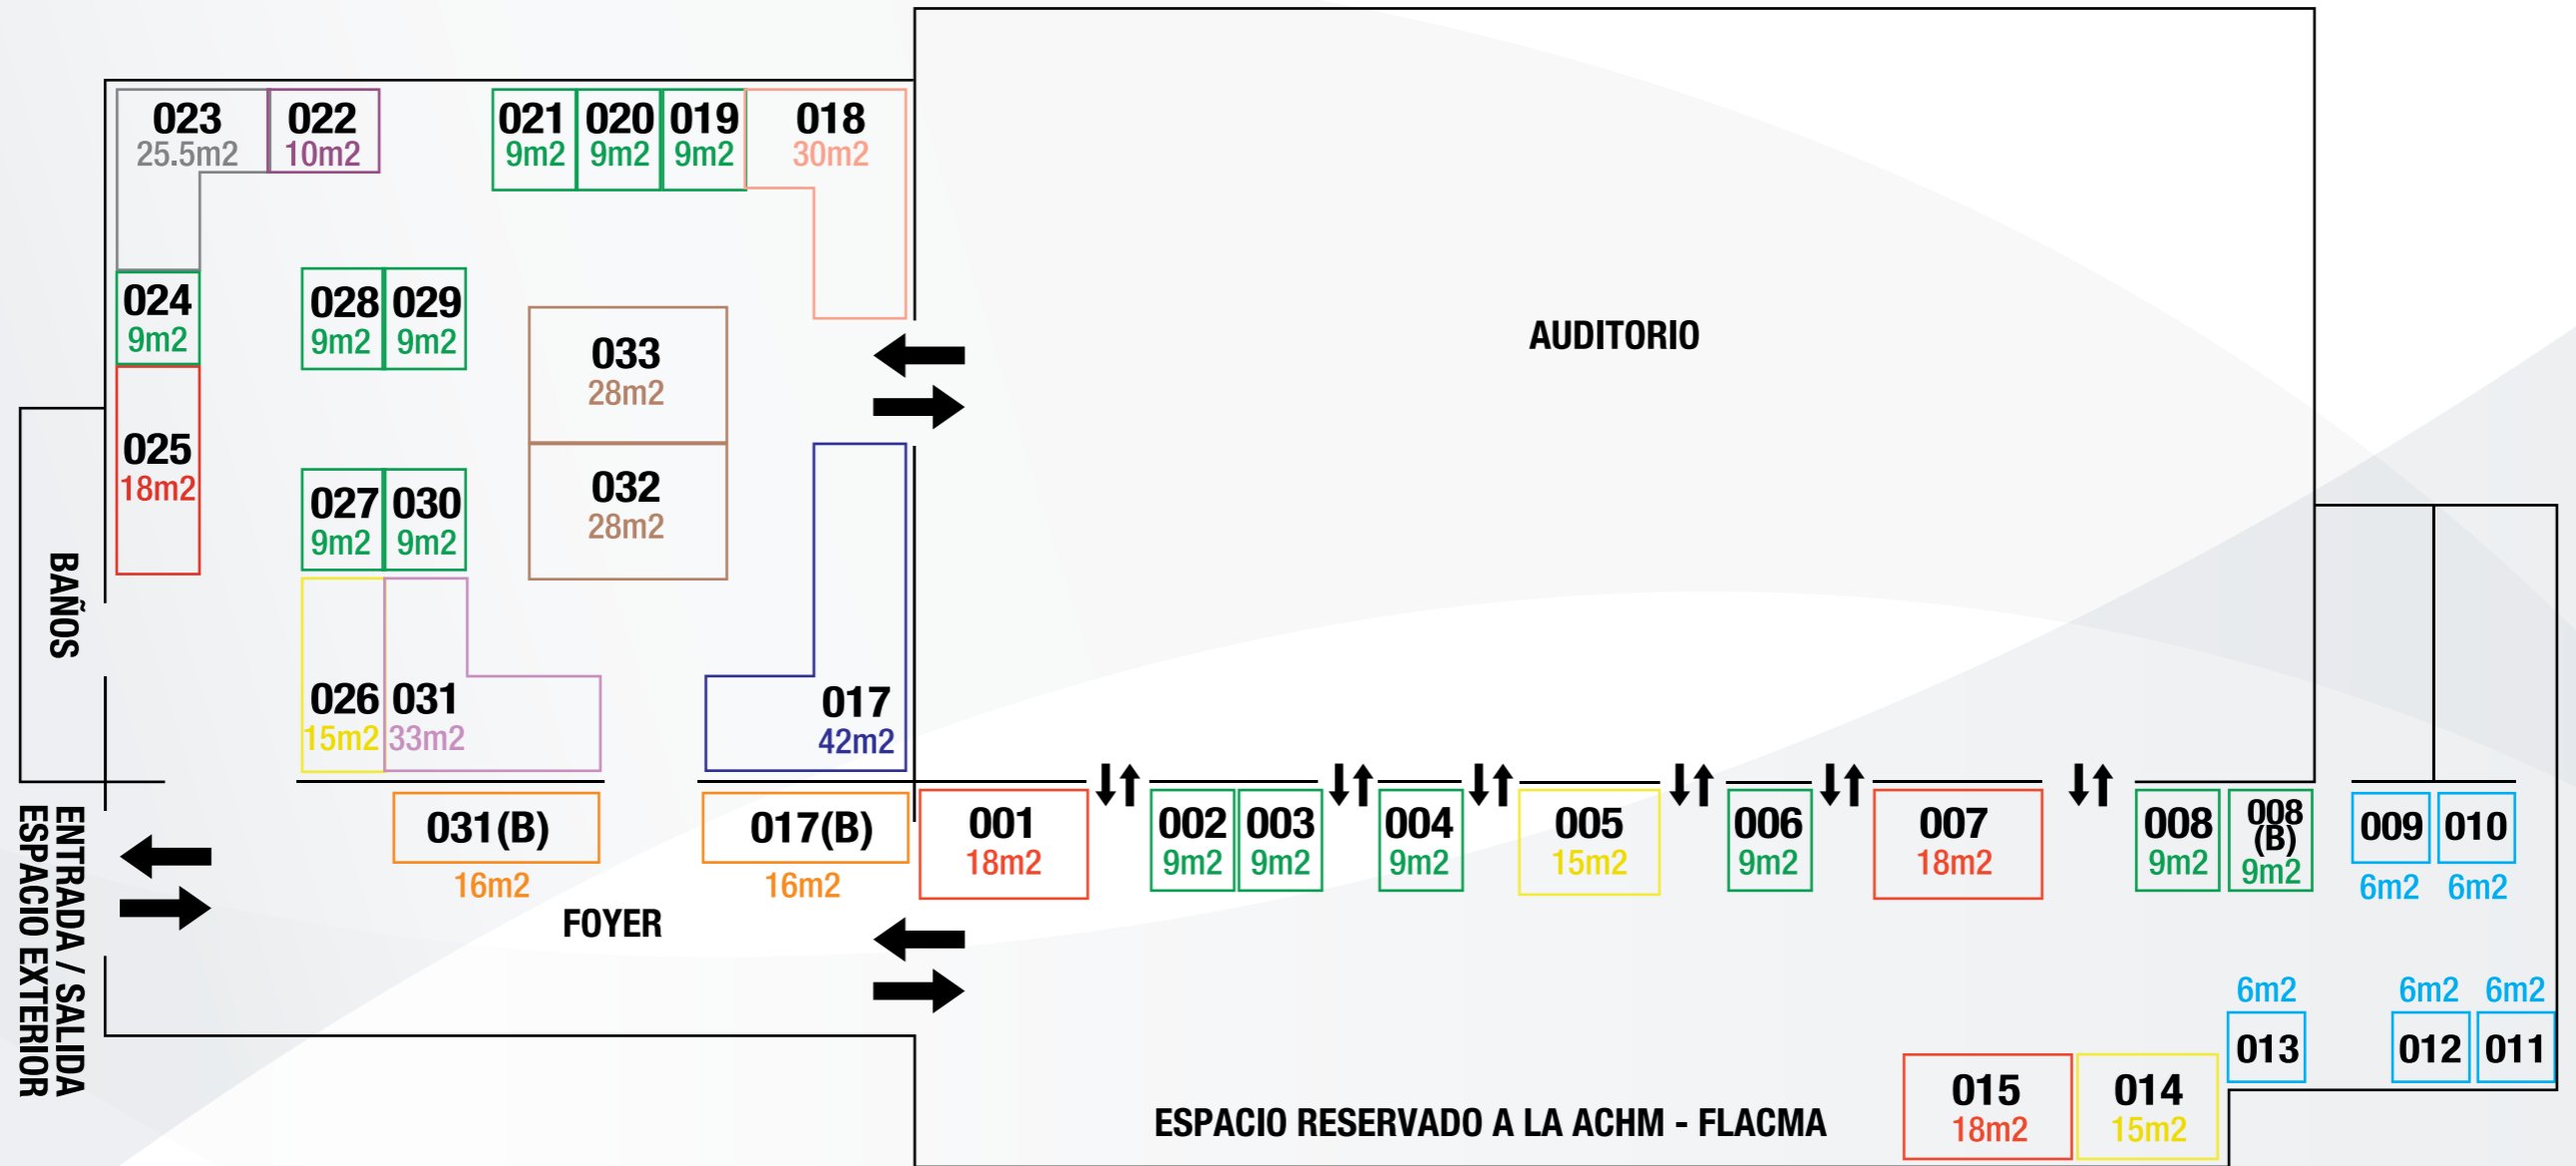 023
25.5m2
022
10m2
021
9m2
020
9m2
019
9m2
018
30m2
024
9m2
028
9m2
029
9m2
033
28m2
AUDITORIO
025
18m2
027
9m2
030
9m2
032
28m2
BAÑOS
026
15m2
031
33m2
017
42m2
ENTRADA / SALIDA
ESPACIO EXTERIOR
031(B)
16m2
017(B)
16m2
FOYER
001
18m2
002
9m2
003
9m2
004
9m2
005
15m2
006
9m2
007
18m2
008
9m2
008
(B)
9m2
009
6m2
010
6m2
6m2
013
6m2
012
6m2
011
ESPACIO RESERVADO A LA ACHM - FLACMA
015
18m2
014
15m2